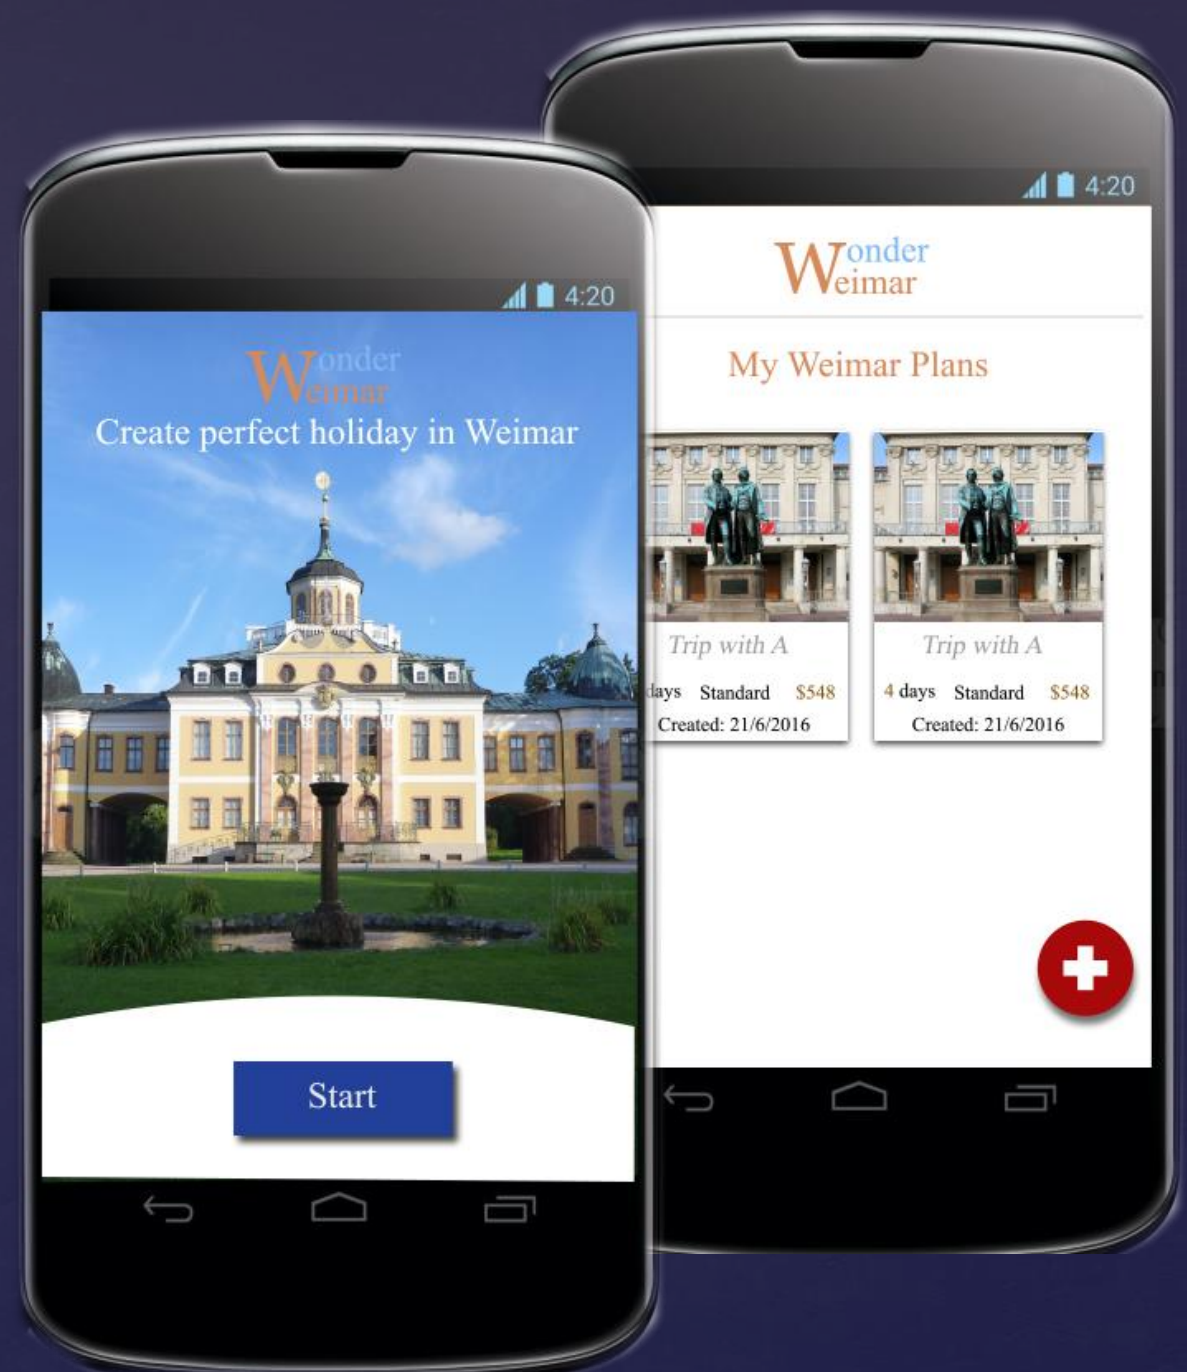 4:20
Wonder
Weimar
Create perfect holiday in Weimar
Start
4:20
Wonder
Weimar
My Weimar Plans
Trip with A
days Standard $548
Created: 21/6/2016
Trip with A
4 days Standard $548
Created: 21/6/2016